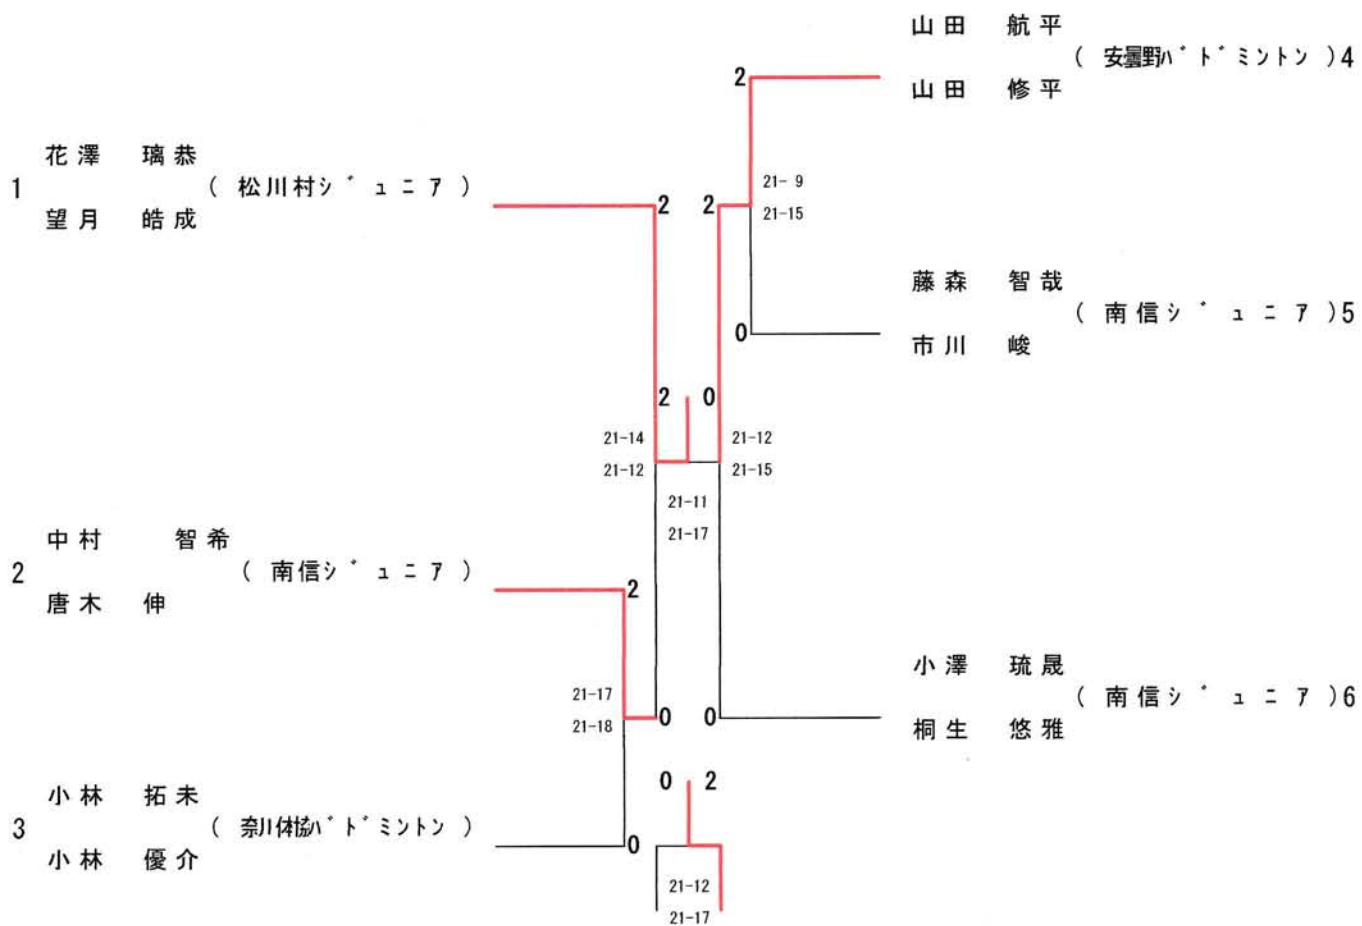 山田 航平
( 安曇野バドミントン )4
山田 修平
2
花澤 璃恭
1 ( 松川村ジュニア )
望月 皓成
2 2
21- 9
21-15
藤森 智哉
( 南信ジュニア )5
市川 峻
0
2 0
21-14
21-12
21-12
21-15
21-11
21-17
中村 智希
2 ( 南信ジュニア )
唐木 伸
2
21-17
21-18
0 0
小澤 琉晟
( 南信ジュニア )6
桐生 悠雅
小林 拓未
3 ( 奈川体協バドミントン )
小林 優介
0
0 2
21-12
21-17